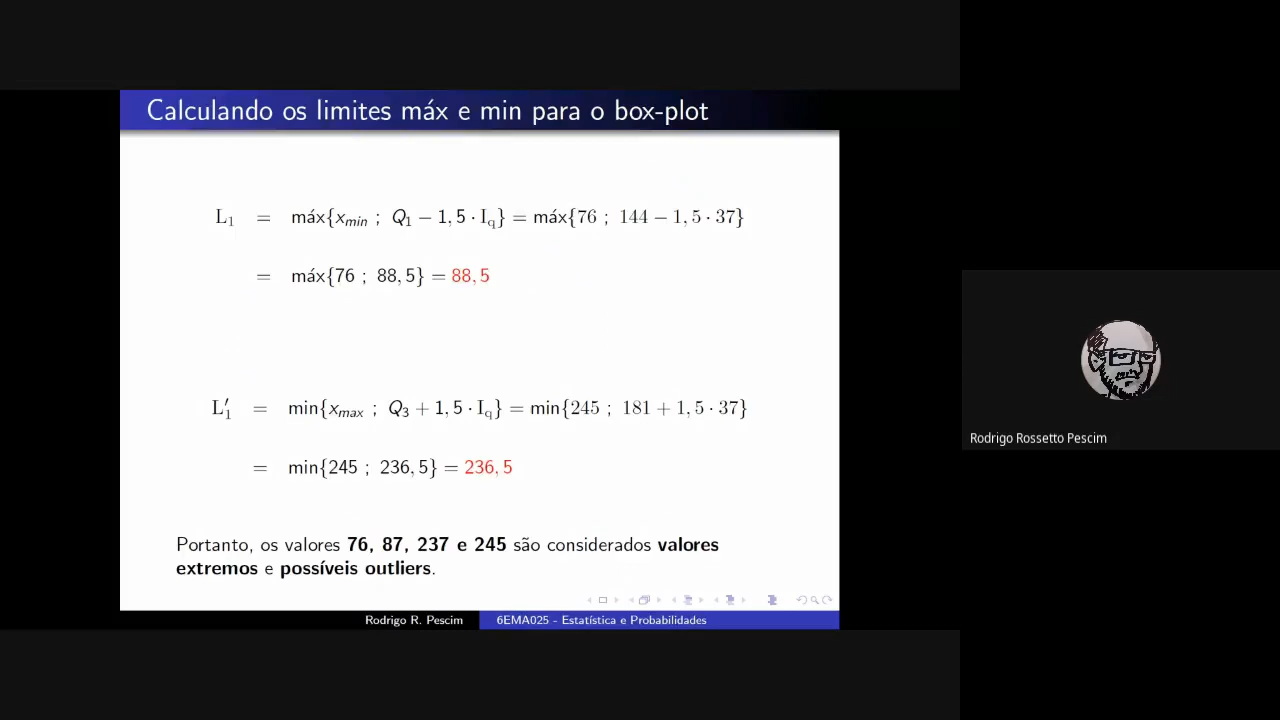 Calculando os limites máx e min para o box-plot
L₁ = máx{x_min ; Q₁ − 1, 5 · I_q} = máx{76 ; 144 − 1, 5 · 37}
= máx{76 ; 88, 5} = 88, 5
L′₁ = min{x_max ; Q₃ + 1, 5 · I_q} = min{245 ; 181 + 1, 5 · 37}
= min{245 ; 236, 5} = 236, 5
Portanto, os valores 76, 87, 237 e 245 são considerados valores
extremos e possíveis outliers.
Rodrigo R. Pescim 6EMA025 - Estatística e Probabilidades
Rodrigo Rossetto Pescim